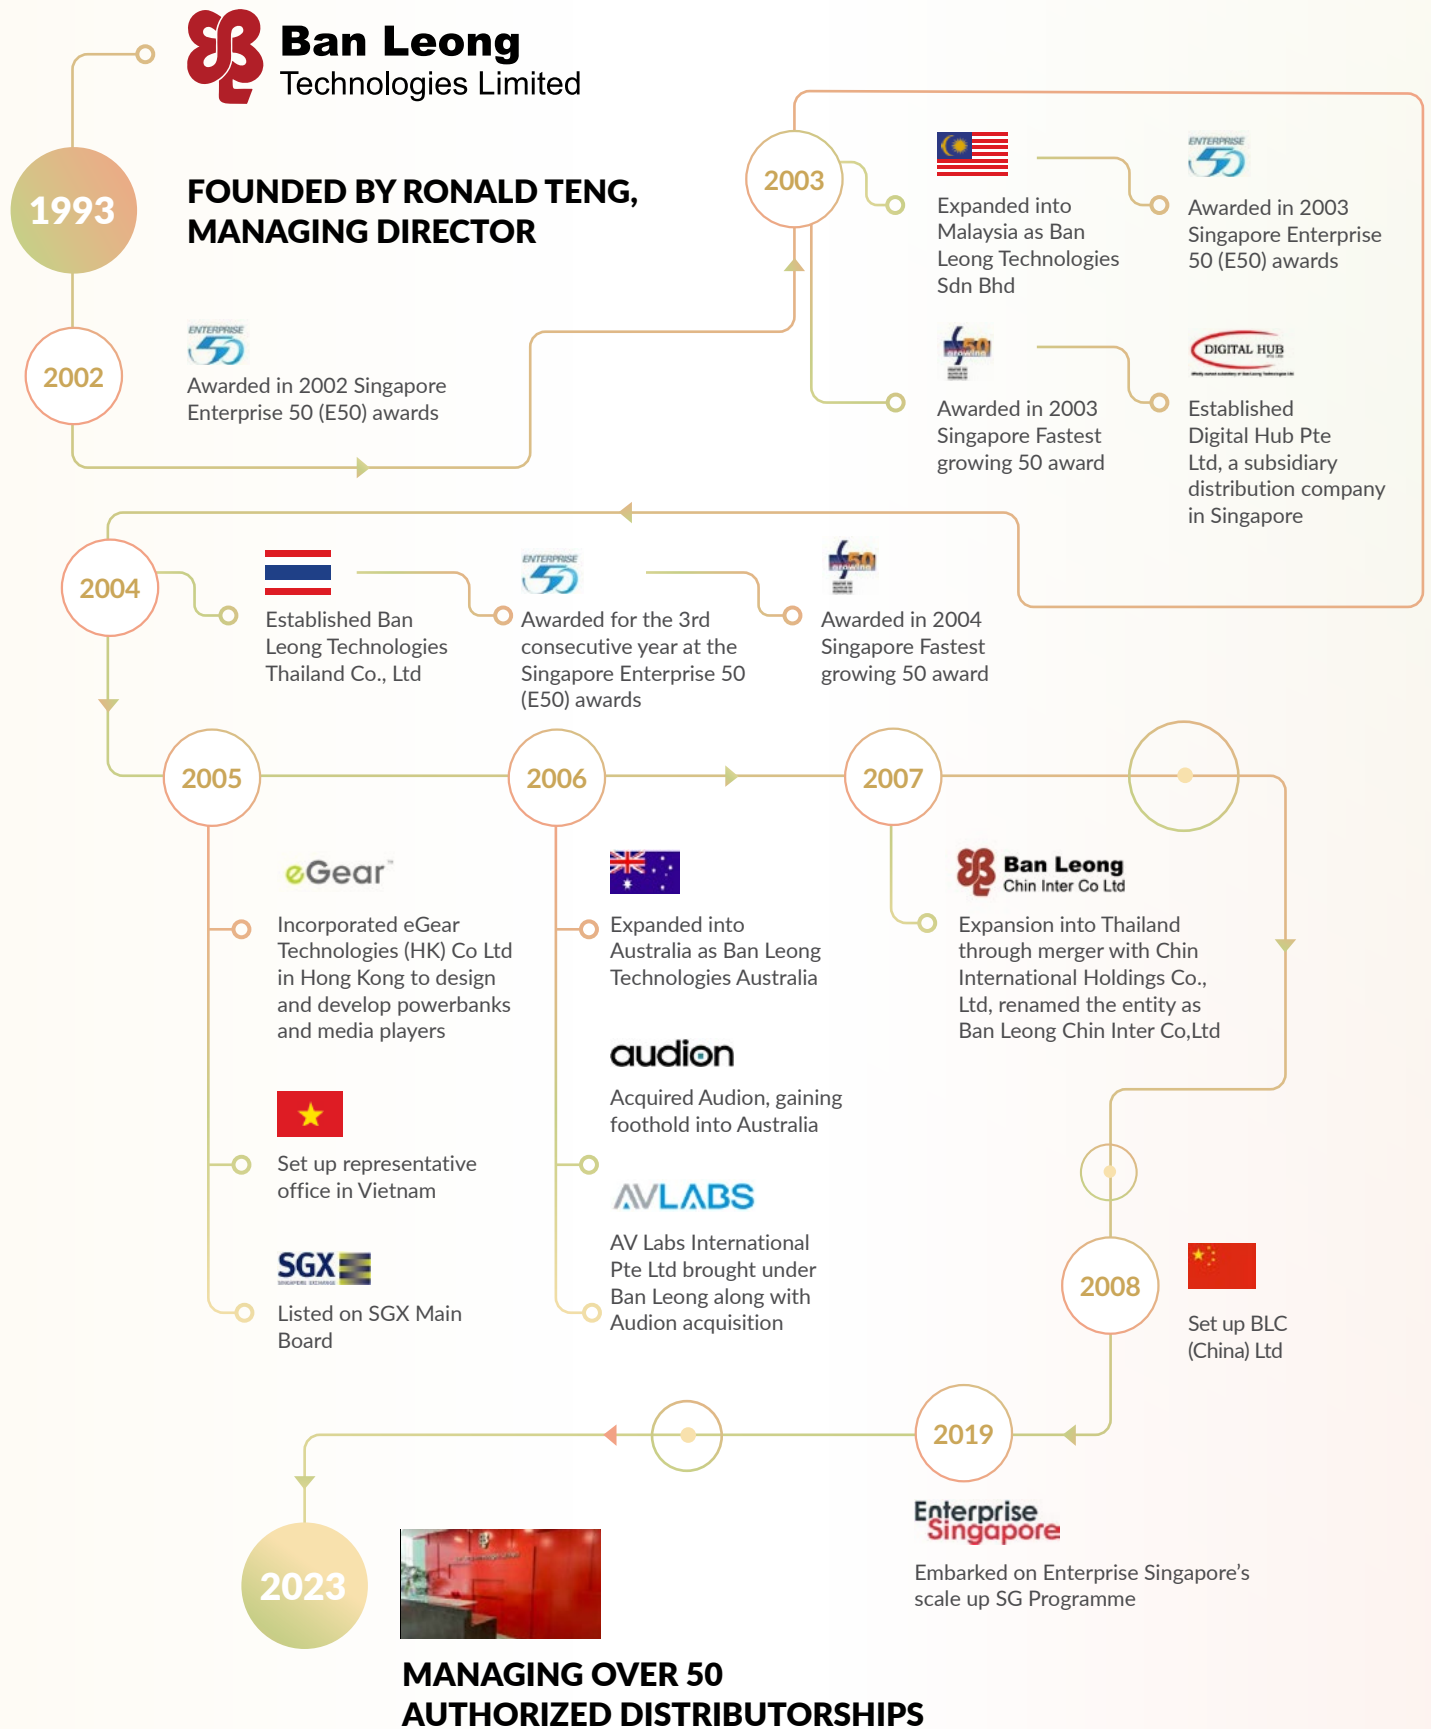 Ban Leong
Technologies Limited
1993
FOUNDED BY RONALD TENG,
MANAGING DIRECTOR
2002
ENTERPRISE
50
Awarded in 2002 Singapore
Enterprise 50 (E50) awards
2003
Expanded into
Malaysia as Ban
Leong Technologies
Sdn Bhd
ENTERPRISE
50
Awarded in 2003
Singapore Enterprise
50 (E50) awards
50
growing
Awarded in 2003
Singapore Fastest
growing 50 award
DIGITAL HUB
Established
Digital Hub Pte
Ltd, a subsidiary
distribution company
in Singapore
2004
Established Ban
Leong Technologies
Thailand Co., Ltd
ENTERPRISE
50
Awarded for the 3rd
consecutive year at the
Singapore Enterprise 50
(E50) awards
50
growing
Awarded in 2004
Singapore Fastest
growing 50 award
2005
eGear™
Incorporated eGear
Technologies (HK) Co Ltd
in Hong Kong to design
and develop powerbanks
and media players
Set up representative
office in Vietnam
SGX
SINGAPORE EXCHANGE
Listed on SGX Main
Board
2006
Expanded into
Australia as Ban Leong
Technologies Australia
audion
Acquired Audion, gaining
foothold into Australia
AVLABS
AV Labs International
Pte Ltd brought under
Ban Leong along with
Audion acquisition
2007
Ban Leong
Chin Inter Co Ltd
Expansion into Thailand
through merger with Chin
International Holdings Co.,
Ltd, renamed the entity as
Ban Leong Chin Inter Co,Ltd
2008
Set up BLC
(China) Ltd
2019
Enterprise
Singapore
Embarked on Enterprise Singapore’s
scale up SG Programme
2023
MANAGING OVER 50
AUTHORIZED DISTRIBUTORSHIPS